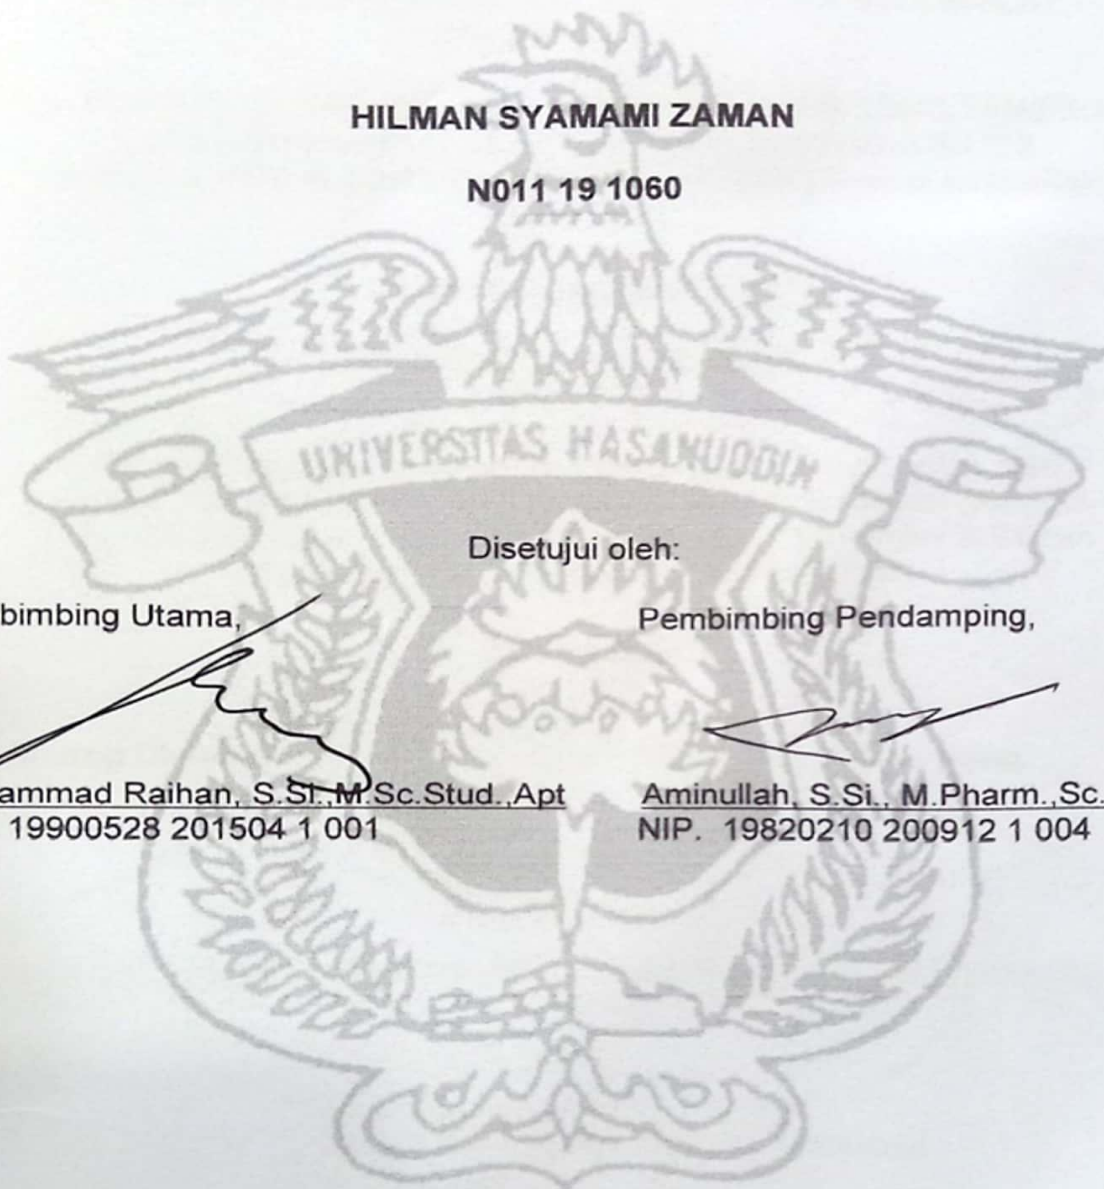 HILMAN SYAMAMI ZAMAN
N011 19 1060
UNIVERSITAS HASANUDDIN
Disetujui oleh:
bimbing Utama,
Pembimbing Pendamping,
ammad Raihan, S.Si.,M.Sc.Stud.,Apt
Aminullah, S.Si., M.Pharm.,Sc.
19900528 201504 1 001
NIP. 19820210 200912 1 004